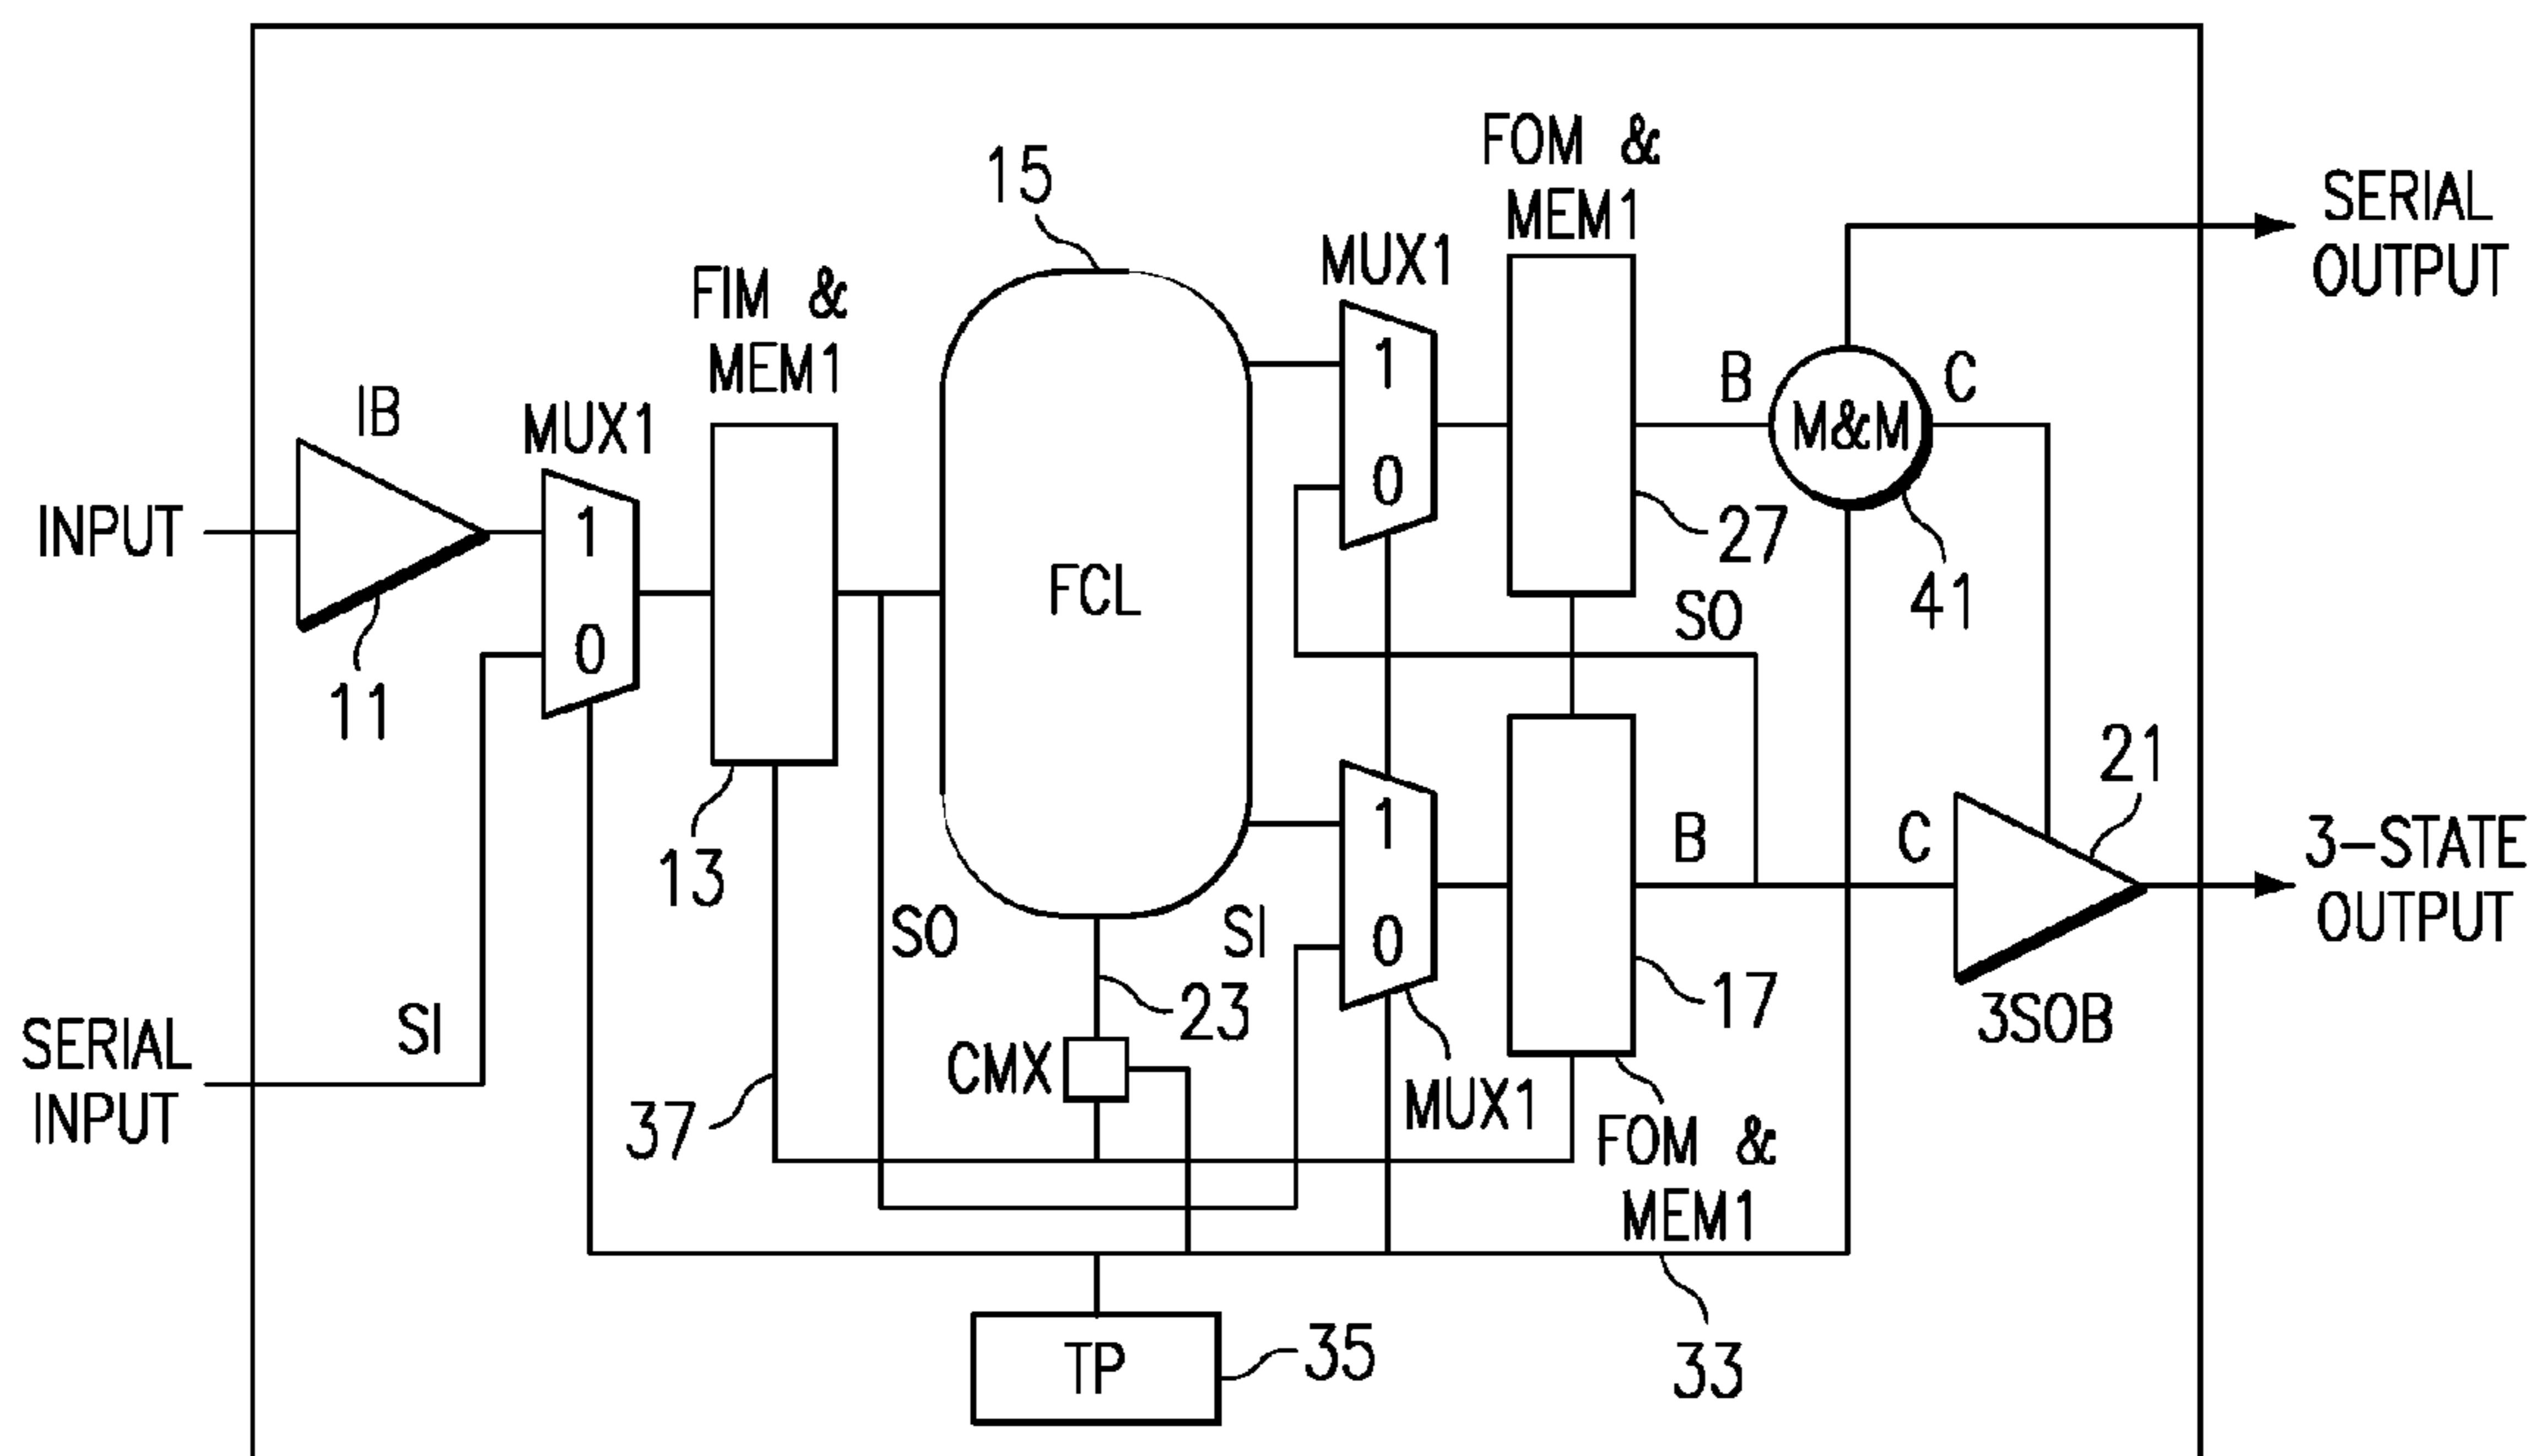 15
FOM &
MEM1
SERIAL
OUTPUT
MUX1
FIM &
MEM1
1
B
C
IB
MUX1
M&M
0
INPUT
1
27
FCL
41
SO
0
11
21
1
B
C
3-STATE
OUTPUT
13
SO
SI
0
23
17
3SOB
SERIAL
INPUT
SI
CMX
MUX1
37
FOM &
MEM1
TP
35
33